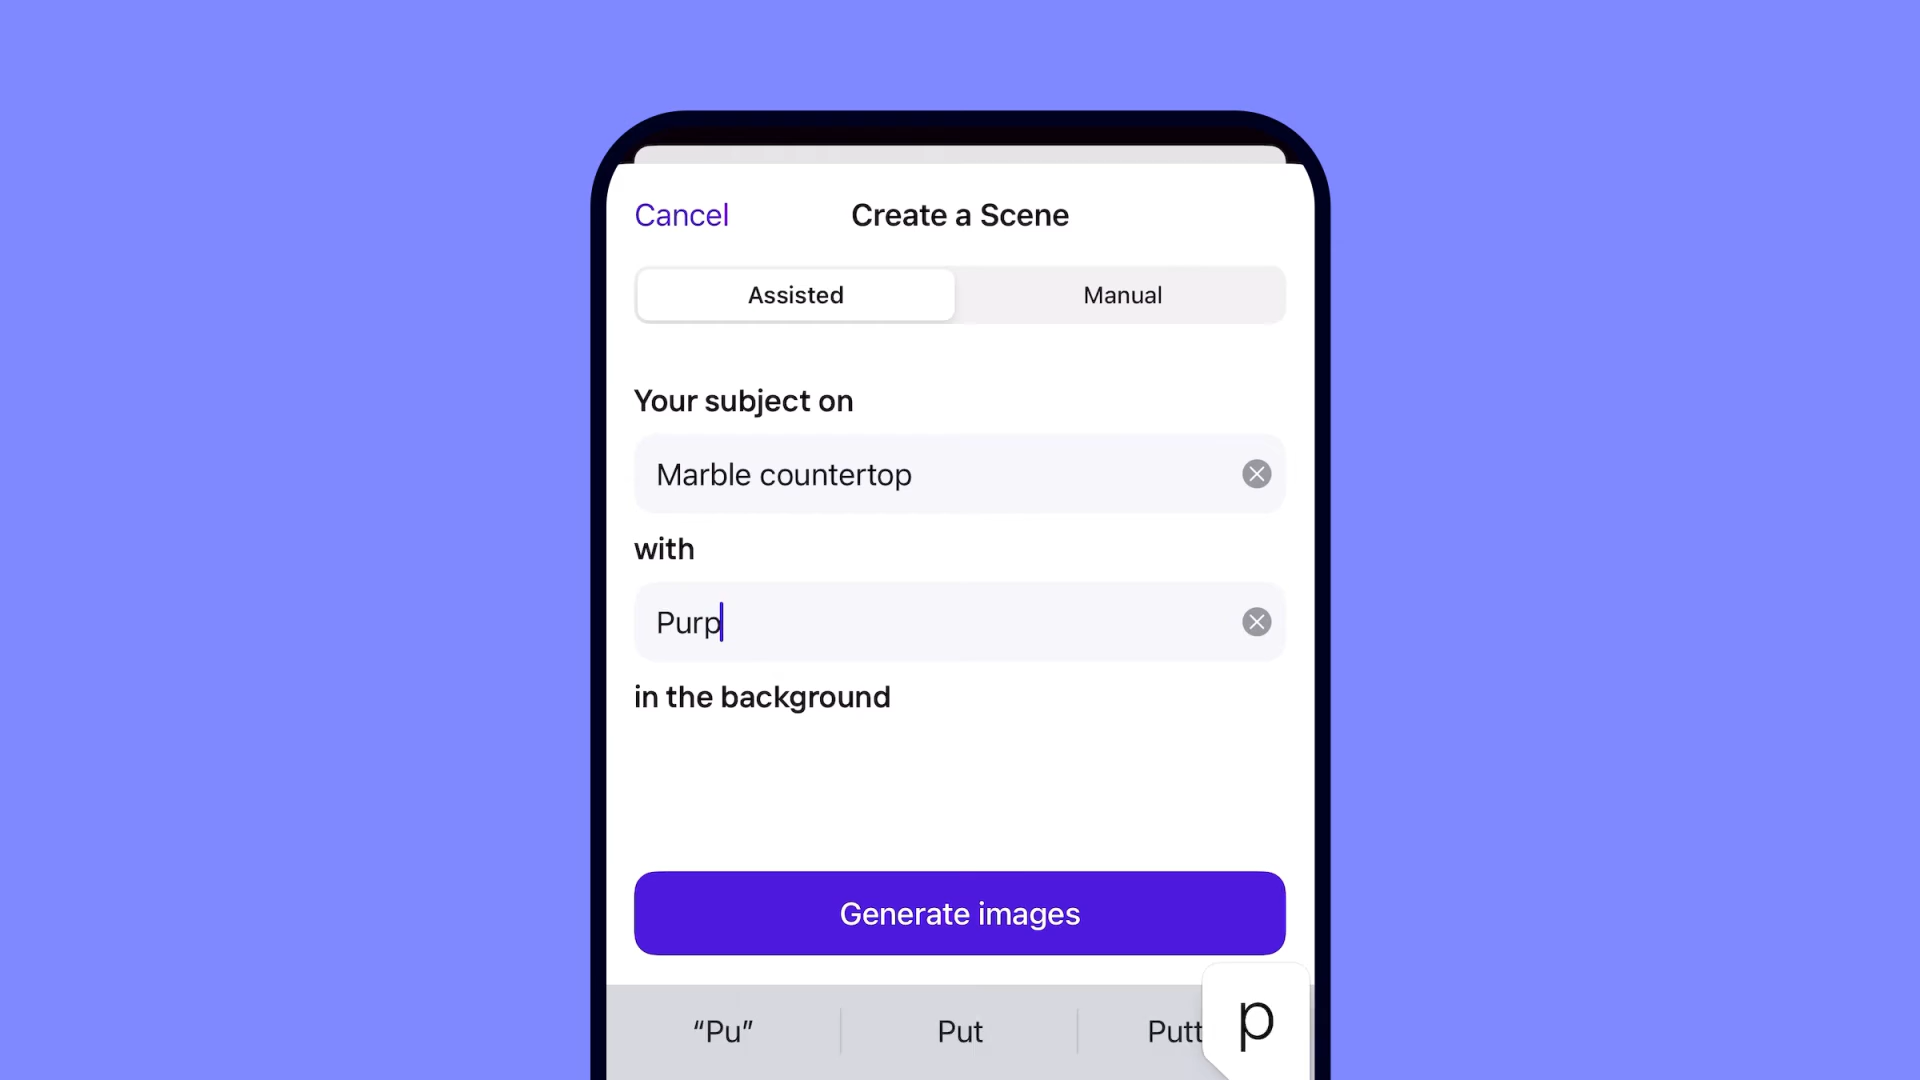 Cancel
Create a Scene
Assisted
Manual
Your subject on
Marble countertop
with
Purp
in the background
Generate images
“Pu”
Put
Putt
p